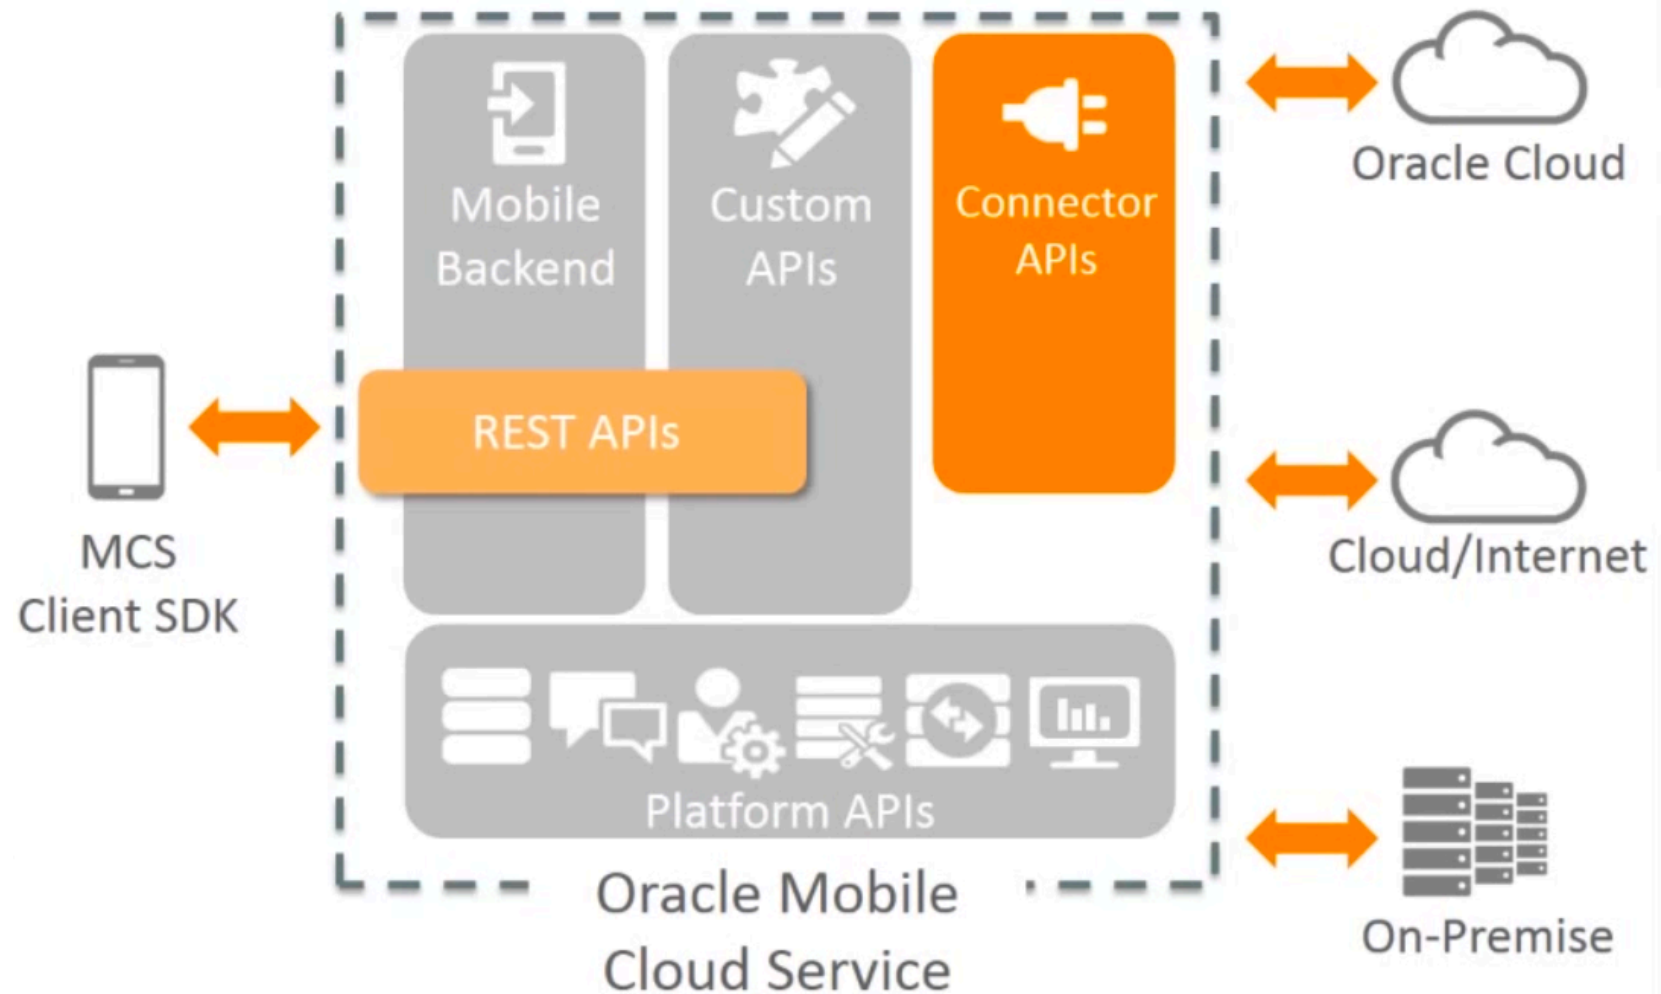 Mobile
Backend
Custom
APIs
Connector
APIs
Oracle Cloud
REST APIs
MCS
Client SDK
Cloud/Internet
Platform APIs
Oracle Mobile
Cloud Service
On-Premise